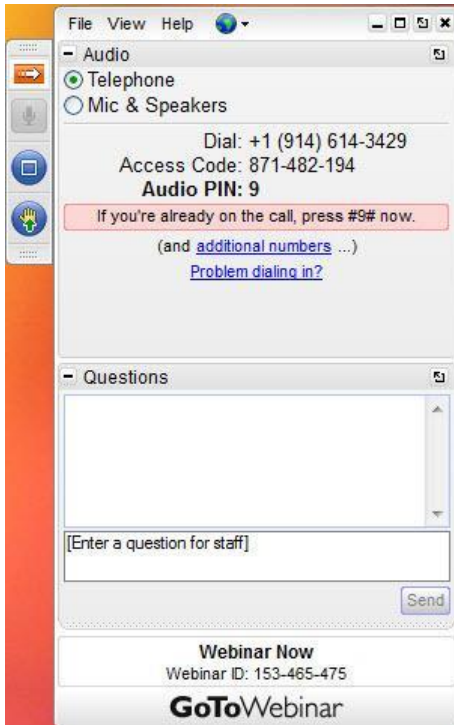 File View Help
Audio
Telephone
Mic & Speakers
Dial: +1 (914) 614-3429
Access Code: 871-482-194
Audio PIN: 9
If you're already on the call, press #9# now.
(and additional numbers ...)
Problem dialing in?
Questions
[Enter a question for staff]
Send
Webinar Now
Webinar ID: 153-465-475
GoToWebinar